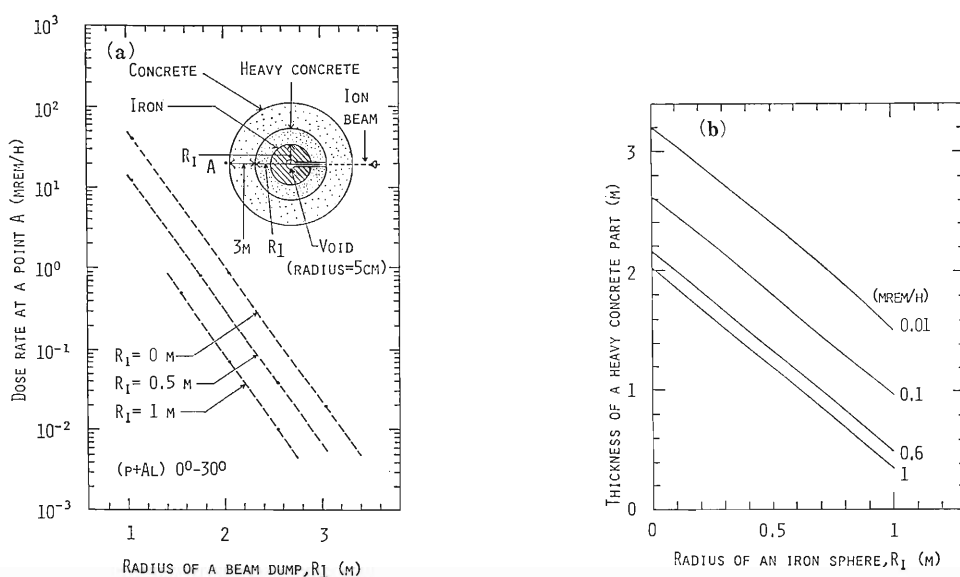 10³
10²
10¹
10⁰
10⁻¹
10⁻²
10⁻³
DOSE RATE AT A POINT A (MREM/H)
(a)
CONCRETE
HEAVY CONCRETE
IRON
ION
BEAM
R_I
A
3M
R_I
VOID
(RADIUS=5CM)
R_I= 0 M
R_I= 0.5 M
R_I= 1 M
(P+AL) 0⁰-30⁰
1
2
3
RADIUS OF A BEAM DUMP,R_I (M)
(b)
THICKNESS OF A HEAVY CONCRETE PART (M)
3
2
1
0
(MREM/H)
0.01
0.1
0.6
1
0
0.5
1
RADIUS OF AN IRON SPHERE,R_I (M)